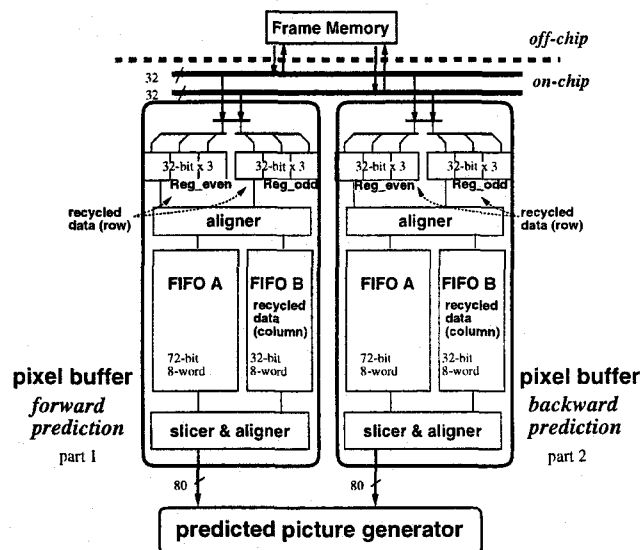 Frame Memory
off-chip
on-chip
32
32
32-bit x 3
32-bit x 3
Reg_even
Reg_odd
recycled
data (row)
aligner
FIFO A
72-bit
8-word
FIFO B
recycled
data
(column)
32-bit
8-word
slicer & aligner
pixel buffer
forward
prediction
part 1
80
32-bit x 3
32-bit x 3
Reg_even
Reg_odd
recycled
data (row)
aligner
FIFO A
72-bit
8-word
FIFO B
recycled
data
(column)
32-bit
8-word
slicer & aligner
pixel buffer
backward
prediction
part 2
80
predicted picture generator